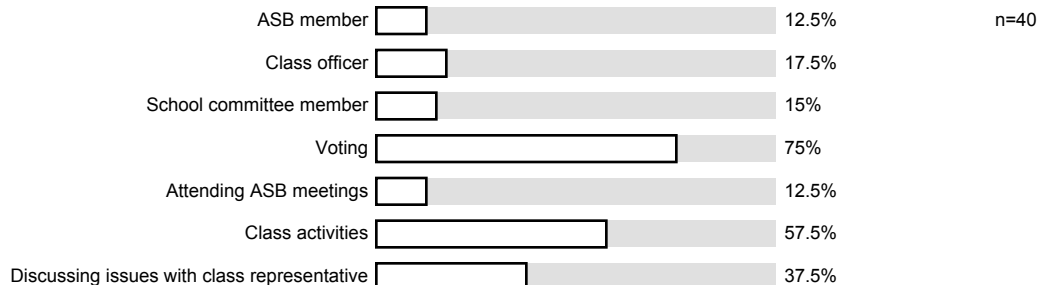 ASB member 12.5% n=40
Class officer 17.5%
School committee member 15%
Voting 75%
Attending ASB meetings 12.5%
Class activities 57.5%
Discussing issues with class representative 37.5%